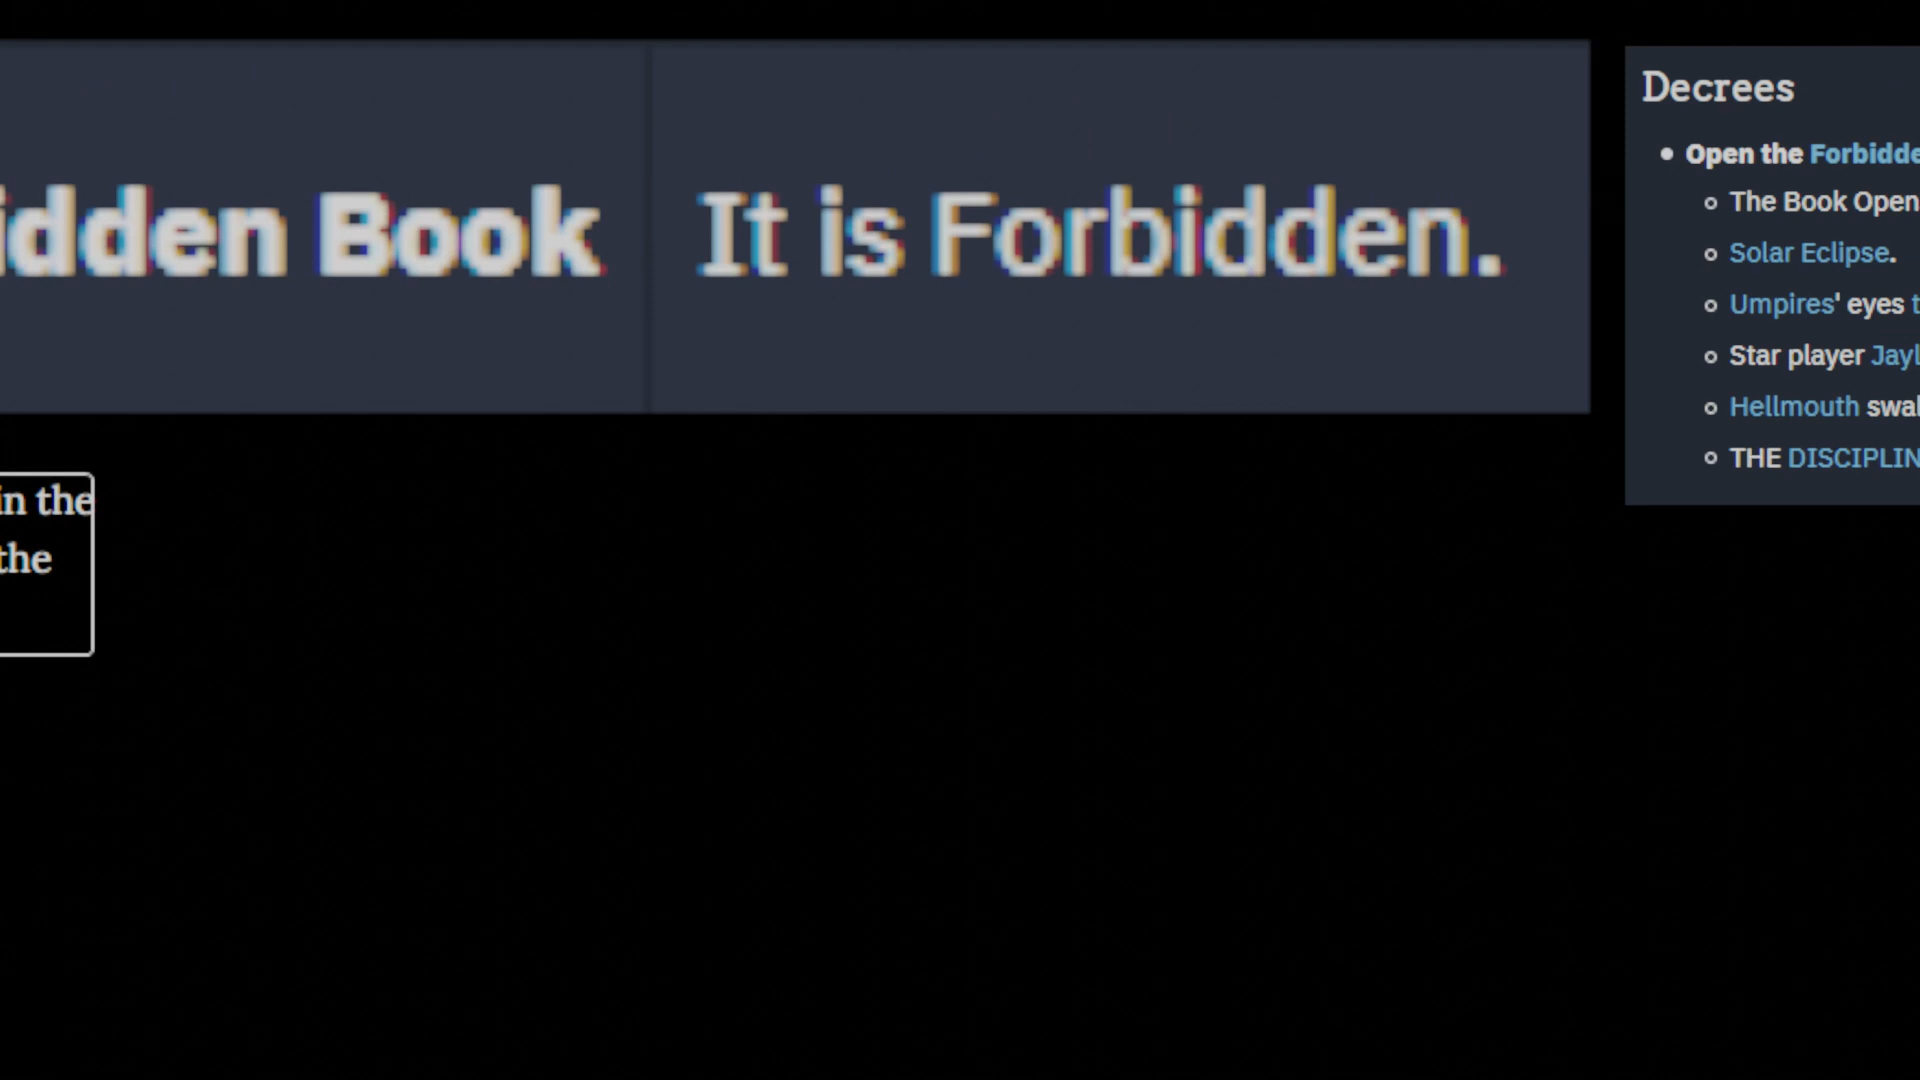 idden Book
It is Forbidden.
in the
the
Decrees
Open the Forbidde
The Book Open
Solar Eclipse.
Umpires' eyes t
Star player Jayl
Hellmouth swal
THE DISCIPLIN